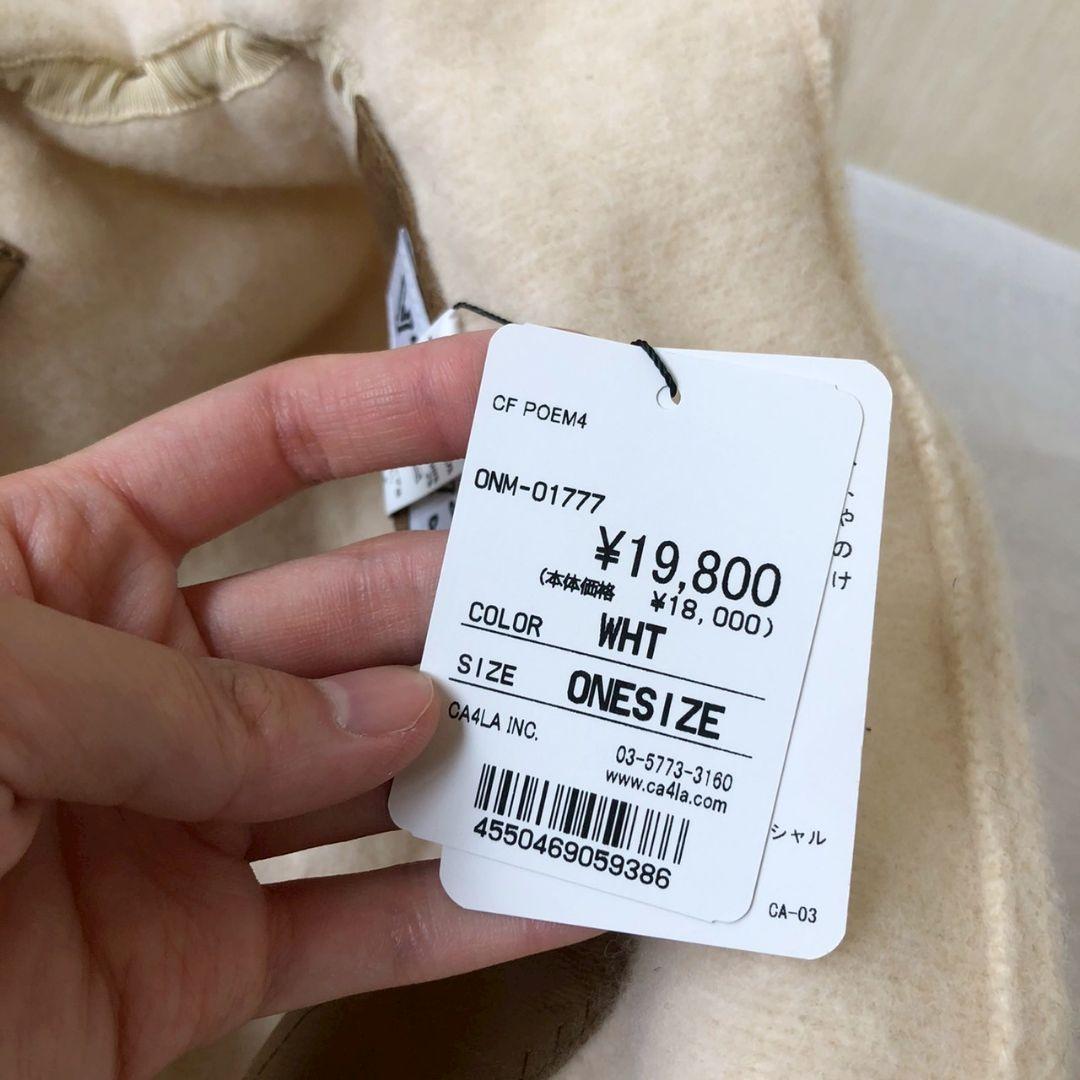 CF POEM4
ONM-01777
¥19,800
(本体価格 ¥18,000)
COLOR WHT
SIZE ONESIZE
CA4LA INC.
03-5773-3160
www.ca4la.com
4550469059386
やのけ
シャル
CA-03